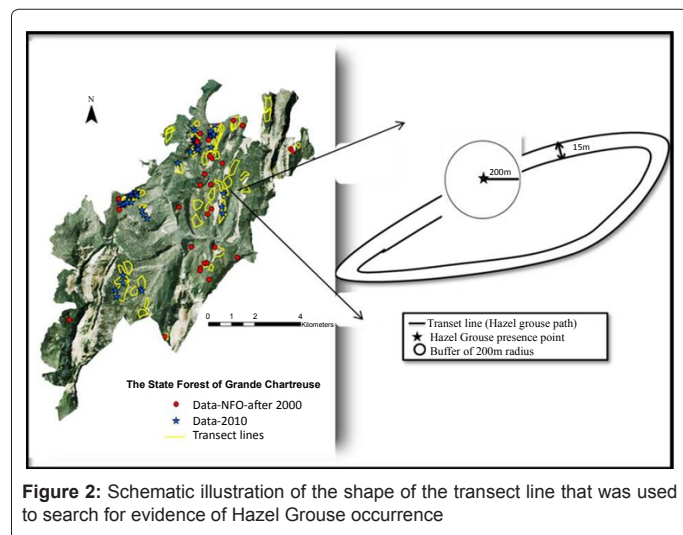 N
0 1 2 4
Kilometers
The State Forest of Grande Chartreuse
Data-NFO-after 2000
Data-2010
Transect lines
15m
200m
Transet line (Hazel grouse path)
Hazel Grouse presence point
Buffer of 200m radius
Figure 2: Schematic illustration of the shape of the transect line that was used
to search for evidence of Hazel Grouse occurrence